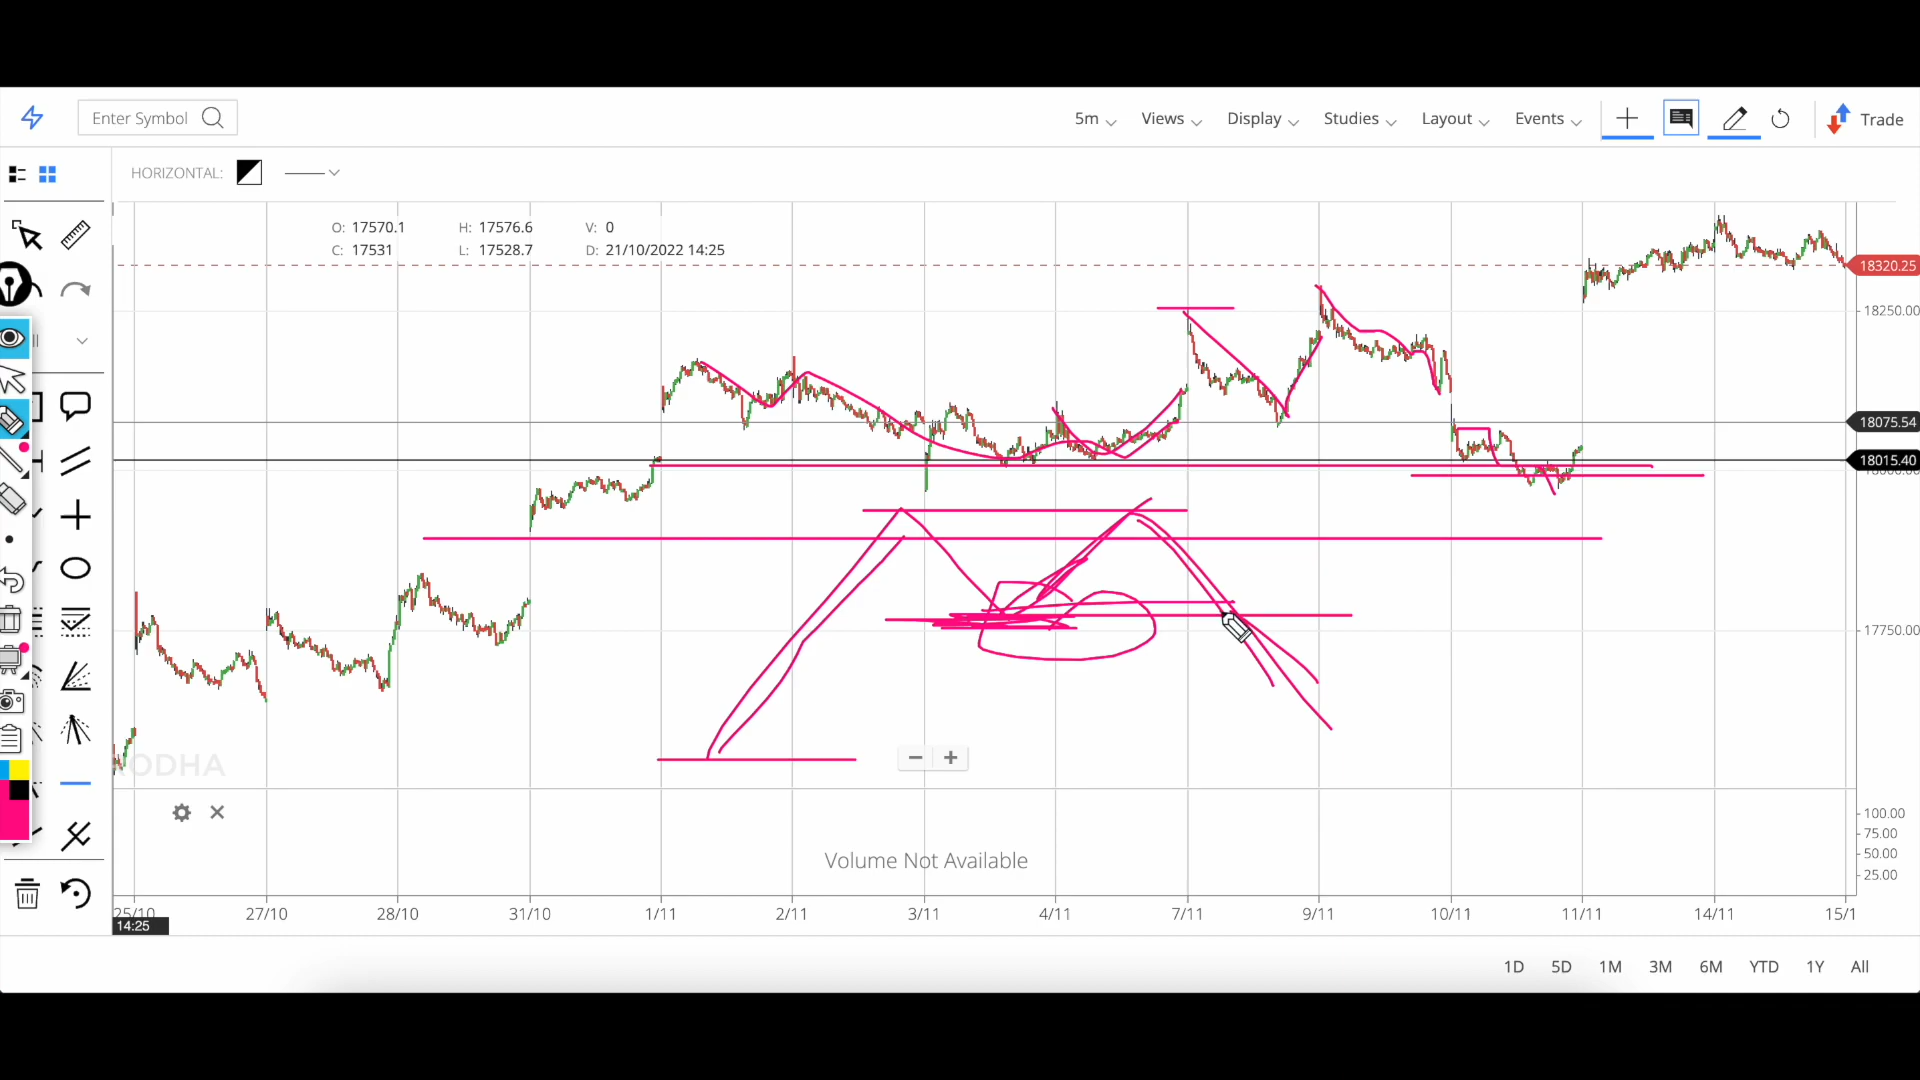 Enter Symbol
5m
Views
Display
Studies
Layout
Events
Trade
HORIZONTAL:
O: 17570.1 H: 17576.6 V: 0
C: 17531 L: 17528.7 D: 21/10/2022 14:25
18320.25
18250.00
18075.54
18015.40
17750.00
ODHA
Volume Not Available
100.00
75.00
50.00
25.00
25/10 27/10 28/10 31/10 1/11 2/11 3/11 4/11 7/11 9/11 10/11 11/11 14/11 15/1
14:25
1D 5D 1M 3M 6M YTD 1Y All